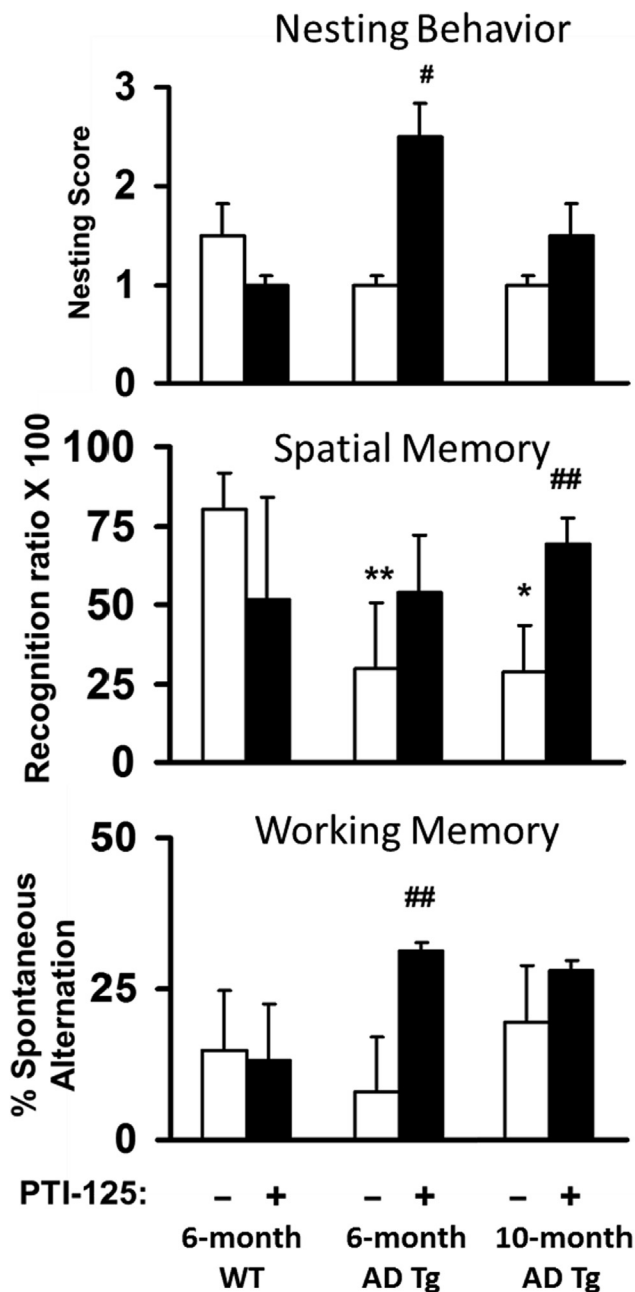 Nesting Behavior
Nesting Score
3
2
1
0
#
Spatial Memory
Recognition ratio X 100
100
75
50
25
0
**
*
##
Working Memory
% Spontaneous
Alternation
50
25
0
##
PTI-125: – + – + – +
6-month 6-month 10-month
WT AD Tg AD Tg